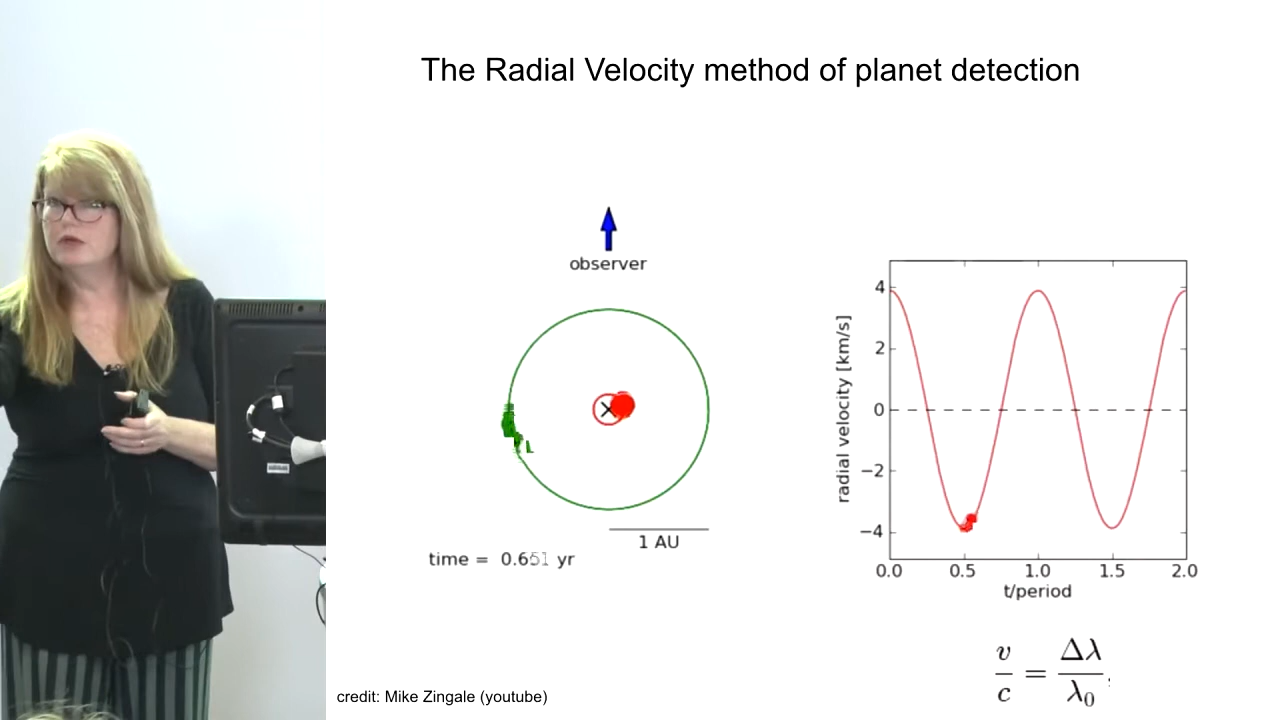 The Radial Velocity method of planet detection
observer
1 AU
time = 0.651 yr
radial velocity [km/s]
4
2
0
−2
−4
0.0 0.5 1.0 1.5 2.0
t/period
v/c = Δλ/λ₀,
credit: Mike Zingale (youtube)